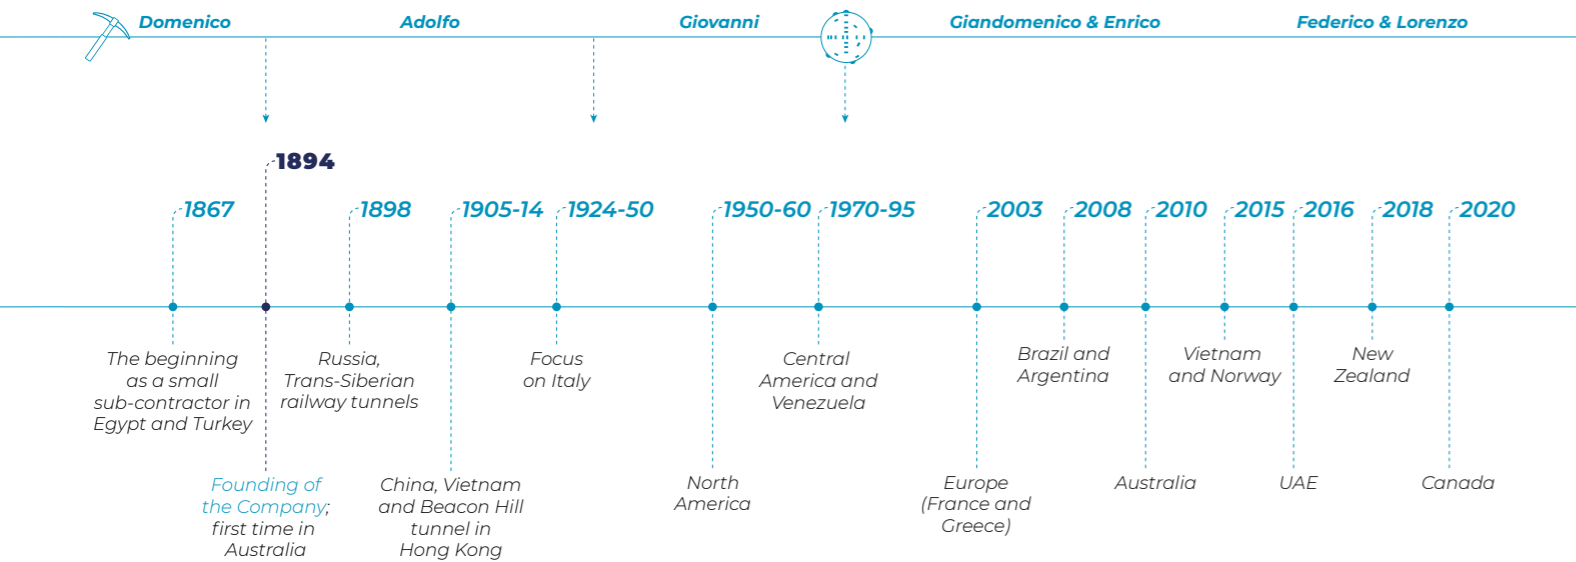 Domenico
Adolfo
Giovanni
Giandomenico & Enrico
Federico & Lorenzo
1894
1867
1898
1905-14
1924-50
1950-60
1970-95
2003
2008
2010
2015
2016
2018
2020
The beginning
as a small
sub-contractor in
Egypt and Turkey
Russia,
Trans-Siberian
railway tunnels
Focus
on Italy
Central
America and
Venezuela
Brazil and
Argentina
Vietnam
and Norway
New
Zealand
Founding of
the Company;
first time in
Australia
China, Vietnam
and Beacon Hill
tunnel in
Hong Kong
North
America
Europe
(France and
Greece)
Australia
UAE
Canada